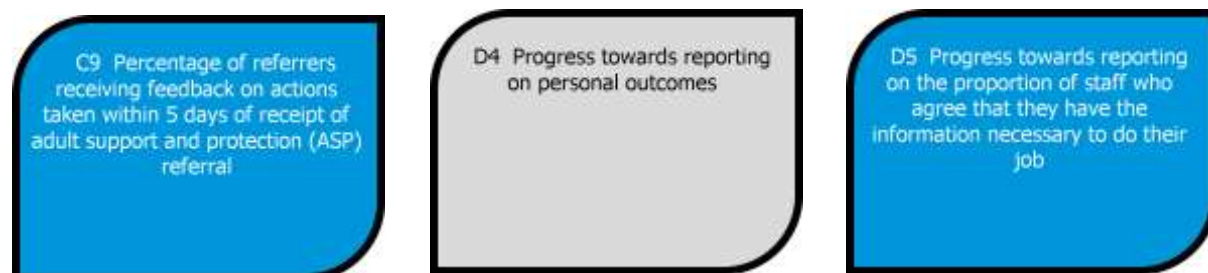 C9 Percentage of referrers
receiving feedback on actions
taken within 5 days of receipt of
adult support and protection (ASP)
referral
D4 Progress towards reporting
on personal outcomes
D5 Progress towards reporting
on the proportion of staff who
agree that they have the
information necessary to do their
job